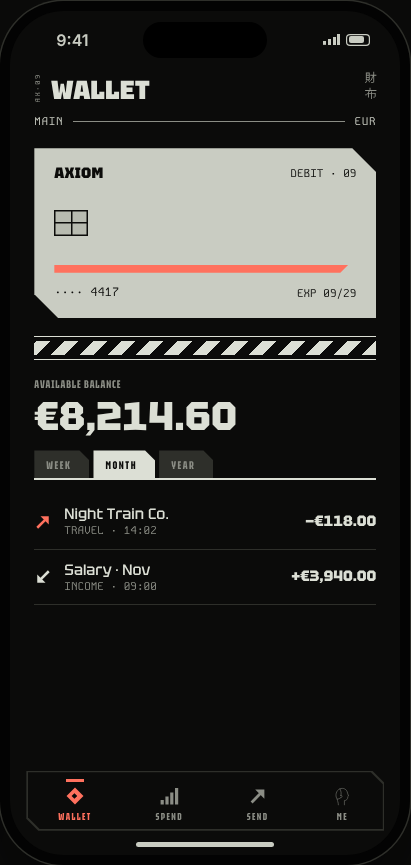 9:41
AX-09
WALLET
財布
MAIN
EUR
AXIOM
DEBIT · 09
···· 4417
EXP 09/29
AVAILABLE BALANCE
€8,214.60
WEEK
MONTH
YEAR
Night Train Co.
−€118.00
TRAVEL · 14:02
Salary · Nov
+€3,940.00
INCOME · 09:00
WALLET
SPEND
SEND
ME